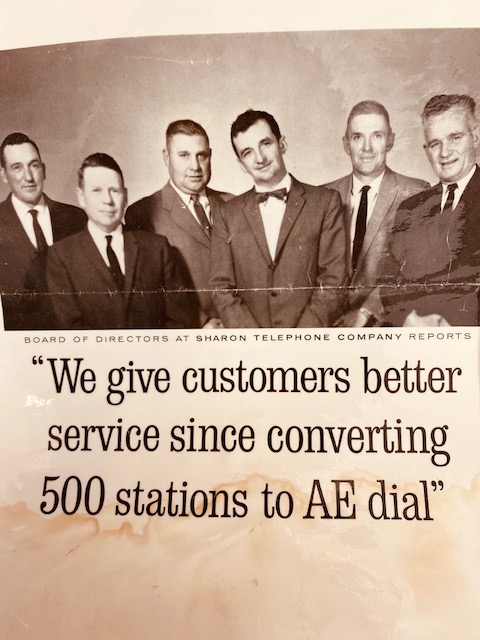 BOARD OF DIRECTORS AT SHARON TELEPHONE COMPANY REPORTS
“We give customers better
service since converting
500 stations to AE dial”